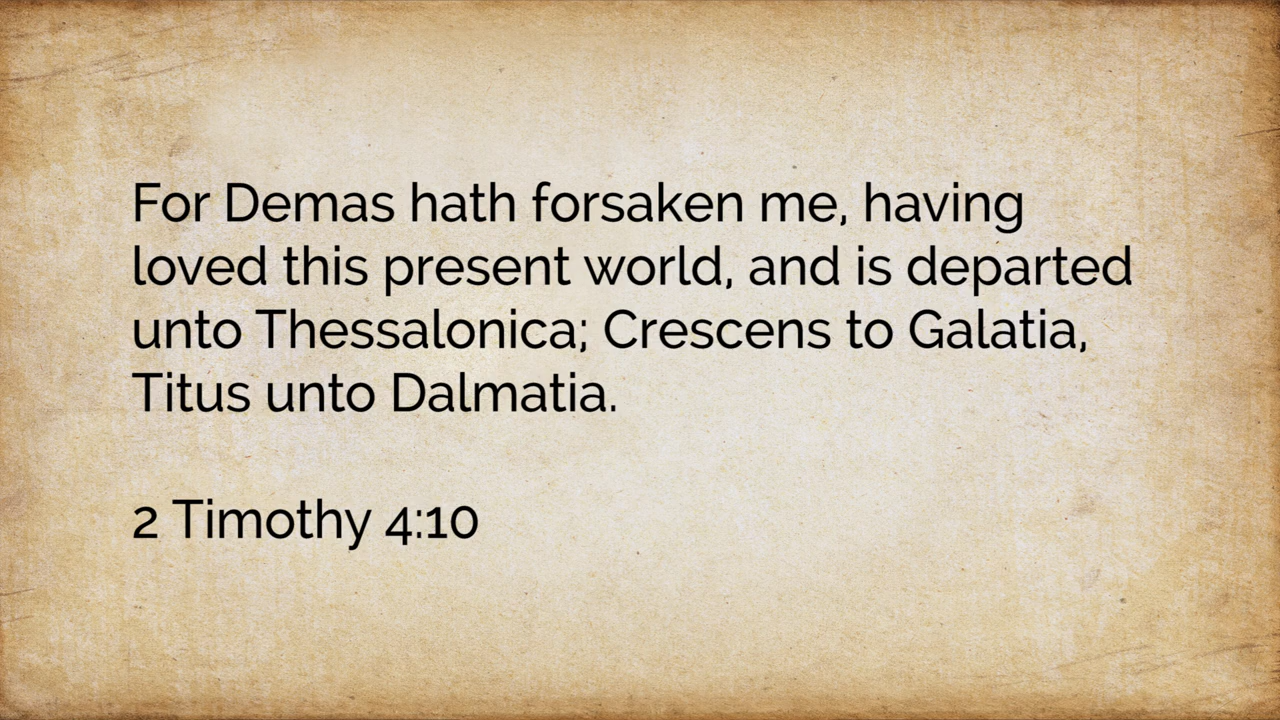 For Demas hath forsaken me, having
loved this present world, and is departed
unto Thessalonica; Crescens to Galatia,
Titus unto Dalmatia.
2 Timothy 4:10